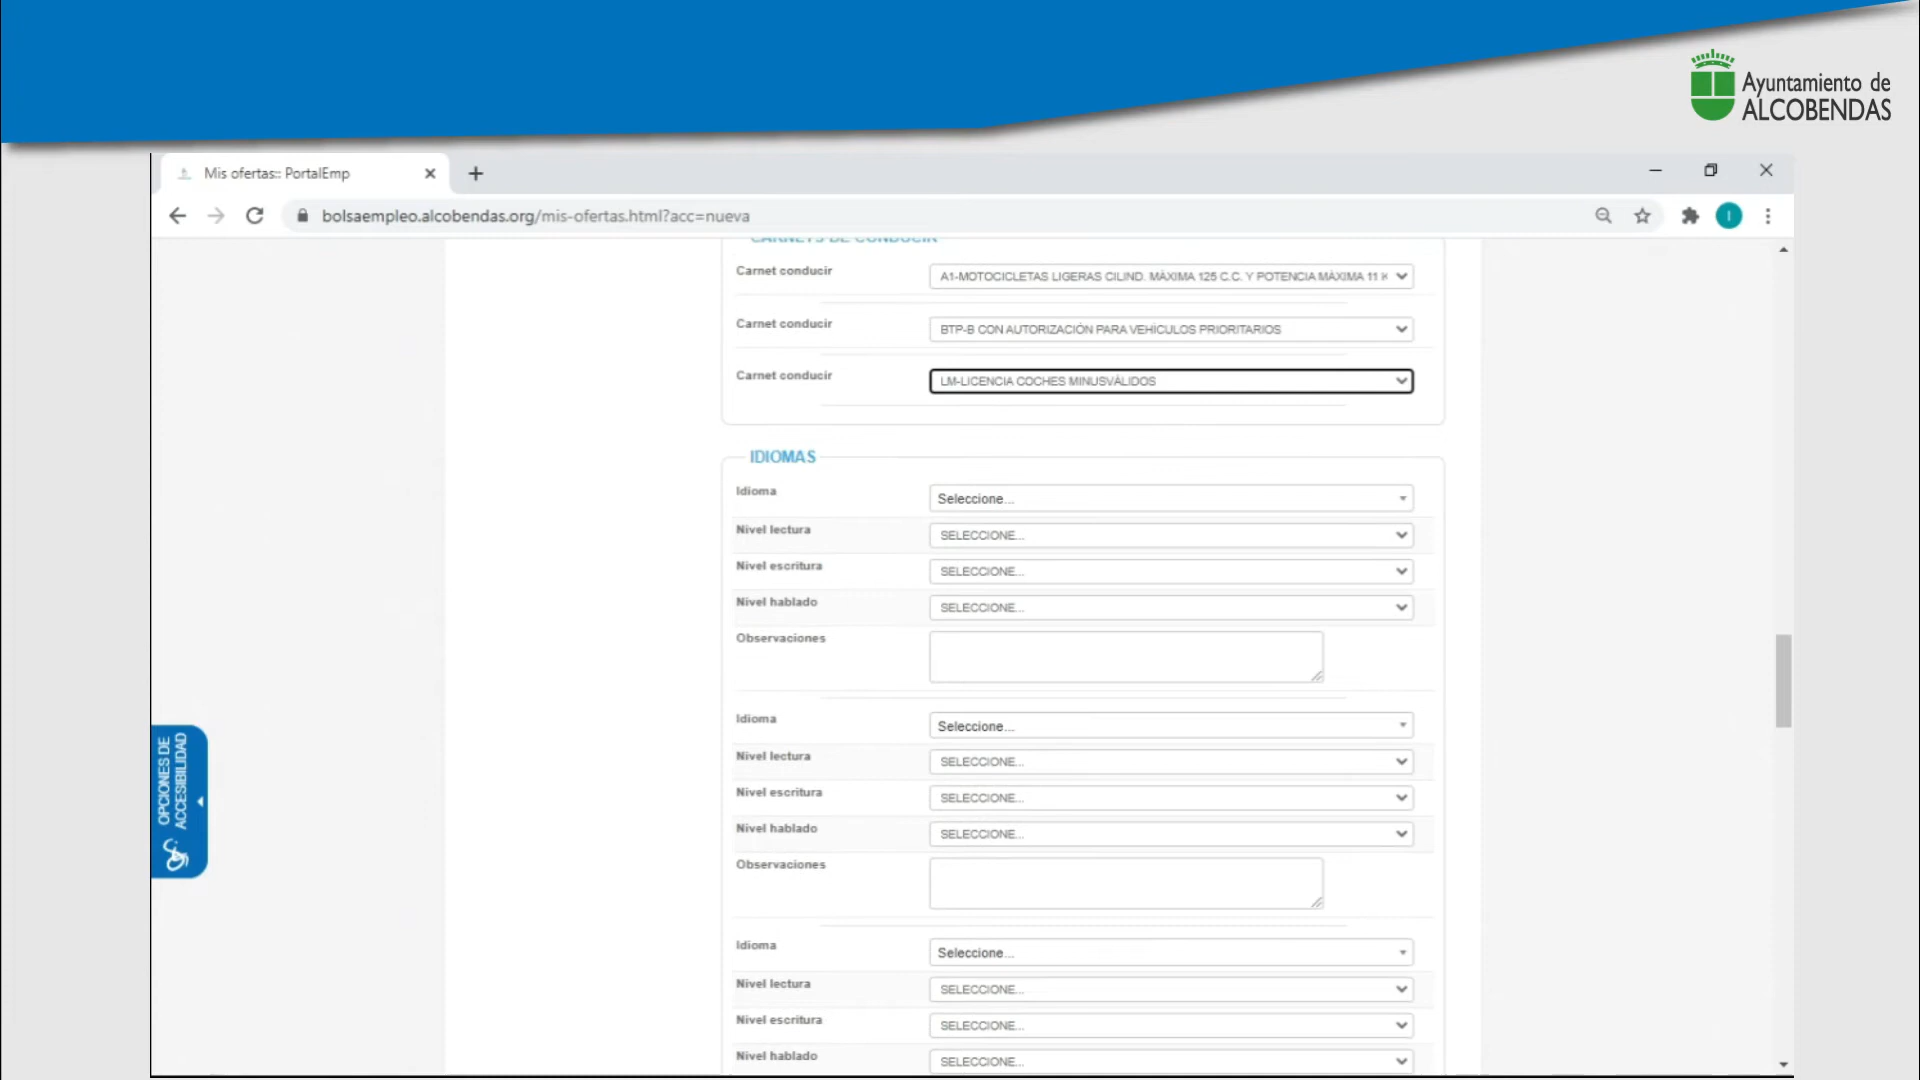 Ayuntamiento de
ALCOBENDAS
Mis ofertas:: PortalEmp
bolsaempleo.alcobendas.org/mis-ofertas.html?acc=nueva
I
CARNETS DE CONDUCIR
Carnet conducir
A1-MOTOCICLETAS LIGERAS CILIND. MÁXIMA 125 C.C. Y POTENCIA MÁXIMA 11 K
Carnet conducir
BTP-B CON AUTORIZACIÓN PARA VEHÍCULOS PRIORITARIOS
Carnet conducir
LM-LICENCIA COCHES MINUSVÁLIDOS
IDIOMAS
Idioma
Seleccione...
Nivel lectura
SELECCIONE...
Nivel escritura
SELECCIONE...
Nivel hablado
SELECCIONE...
Observaciones
Idioma
Seleccione...
Nivel lectura
SELECCIONE...
Nivel escritura
SELECCIONE...
Nivel hablado
SELECCIONE...
Observaciones
Idioma
Seleccione...
Nivel lectura
SELECCIONE...
Nivel escritura
SELECCIONE...
Nivel hablado
SELECCIONE...
OPCIONES DE
ACCESIBILIDAD